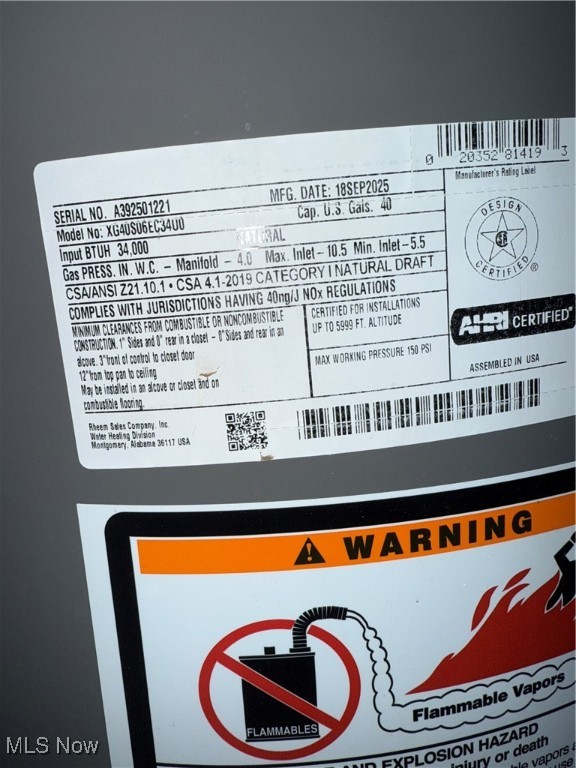 0 20352 81419 3
Manufacturer's Rating Label
SERIAL NO. A392501221 MFG. DATE: 18SEP2025
Model No: XG40S06EC34U0 Cap. U.S. Gals. 40
Input BTUH 34,000 NATURAL
Gas PRESS. IN. W.C. - Manifold - 4.0 Max. Inlet - 10.5 Min. Inlet - 5.5
CSA/ANSI Z21.10.1 • CSA 4.1-2019 CATEGORY I NATURAL DRAFT
COMPLIES WITH JURISDICTIONS HAVING 40ng/J NOx REGULATIONS
MINIMUM CLEARANCES FROM COMBUSTIBLE OR NONCOMBUSTIBLE
CONSTRUCTION. 1" Sides and 0" rear in a closet - 0" Sides and rear in an
alcove. 3" front of control to closet door
12" from top pan to ceiling
May be installed in an alcove or closet and on
combustible flooring.
CERTIFIED FOR INSTALLATIONS
UP TO 5999 FT. ALTITUDE
MAX WORKING PRESSURE 150 PSI
DESIGN
CERTIFIED
®
AHRI CERTIFIED
ASSEMBLED IN USA
Rheem Sales Company, Inc.
Water Heating Division
Montgomery, Alabama 36117 USA
WARNING
FLAMMABLES
Flammable Vapors
AND EXPLOSION HAZARD
injury or death
vapors
MLS Now